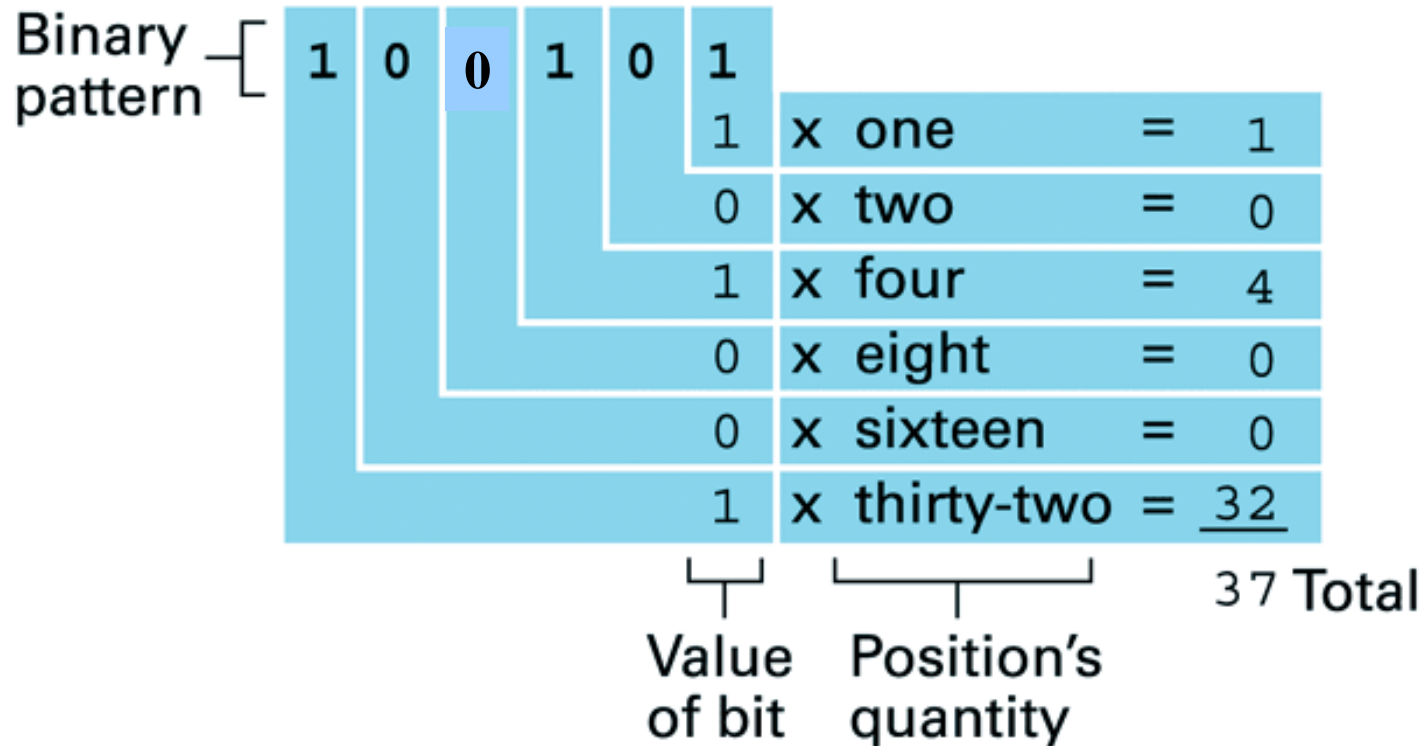 Binary
pattern
1 0 0 1 0 1
1 x one = 1
0 x two = 0
1 x four = 4
0 x eight = 0
0 x sixteen = 0
1 x thirty-two = 32
37 Total
Value
of bit
Position's
quantity